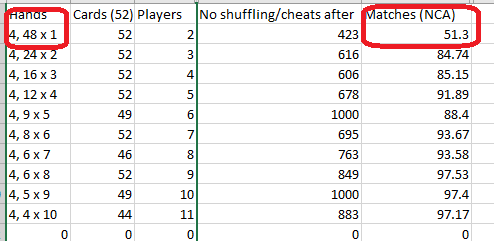 Hands Cards (52) Players No shuffling/cheats after Matches (NCA)
4, 48 x 1 52 2 423 51.3
4, 24 x 2 52 3 616 84.74
4, 16 x 3 52 4 606 85.15
4, 12 x 4 52 5 678 91.89
4, 9 x 5 49 6 1000 88.4
4, 8 x 6 52 7 695 93.67
4, 6 x 7 46 8 763 93.58
4, 6 x 8 52 9 849 97.53
4, 5 x 9 49 10 1000 97.4
4, 4 x 10 44 11 883 97.17
0 0 0 0 0